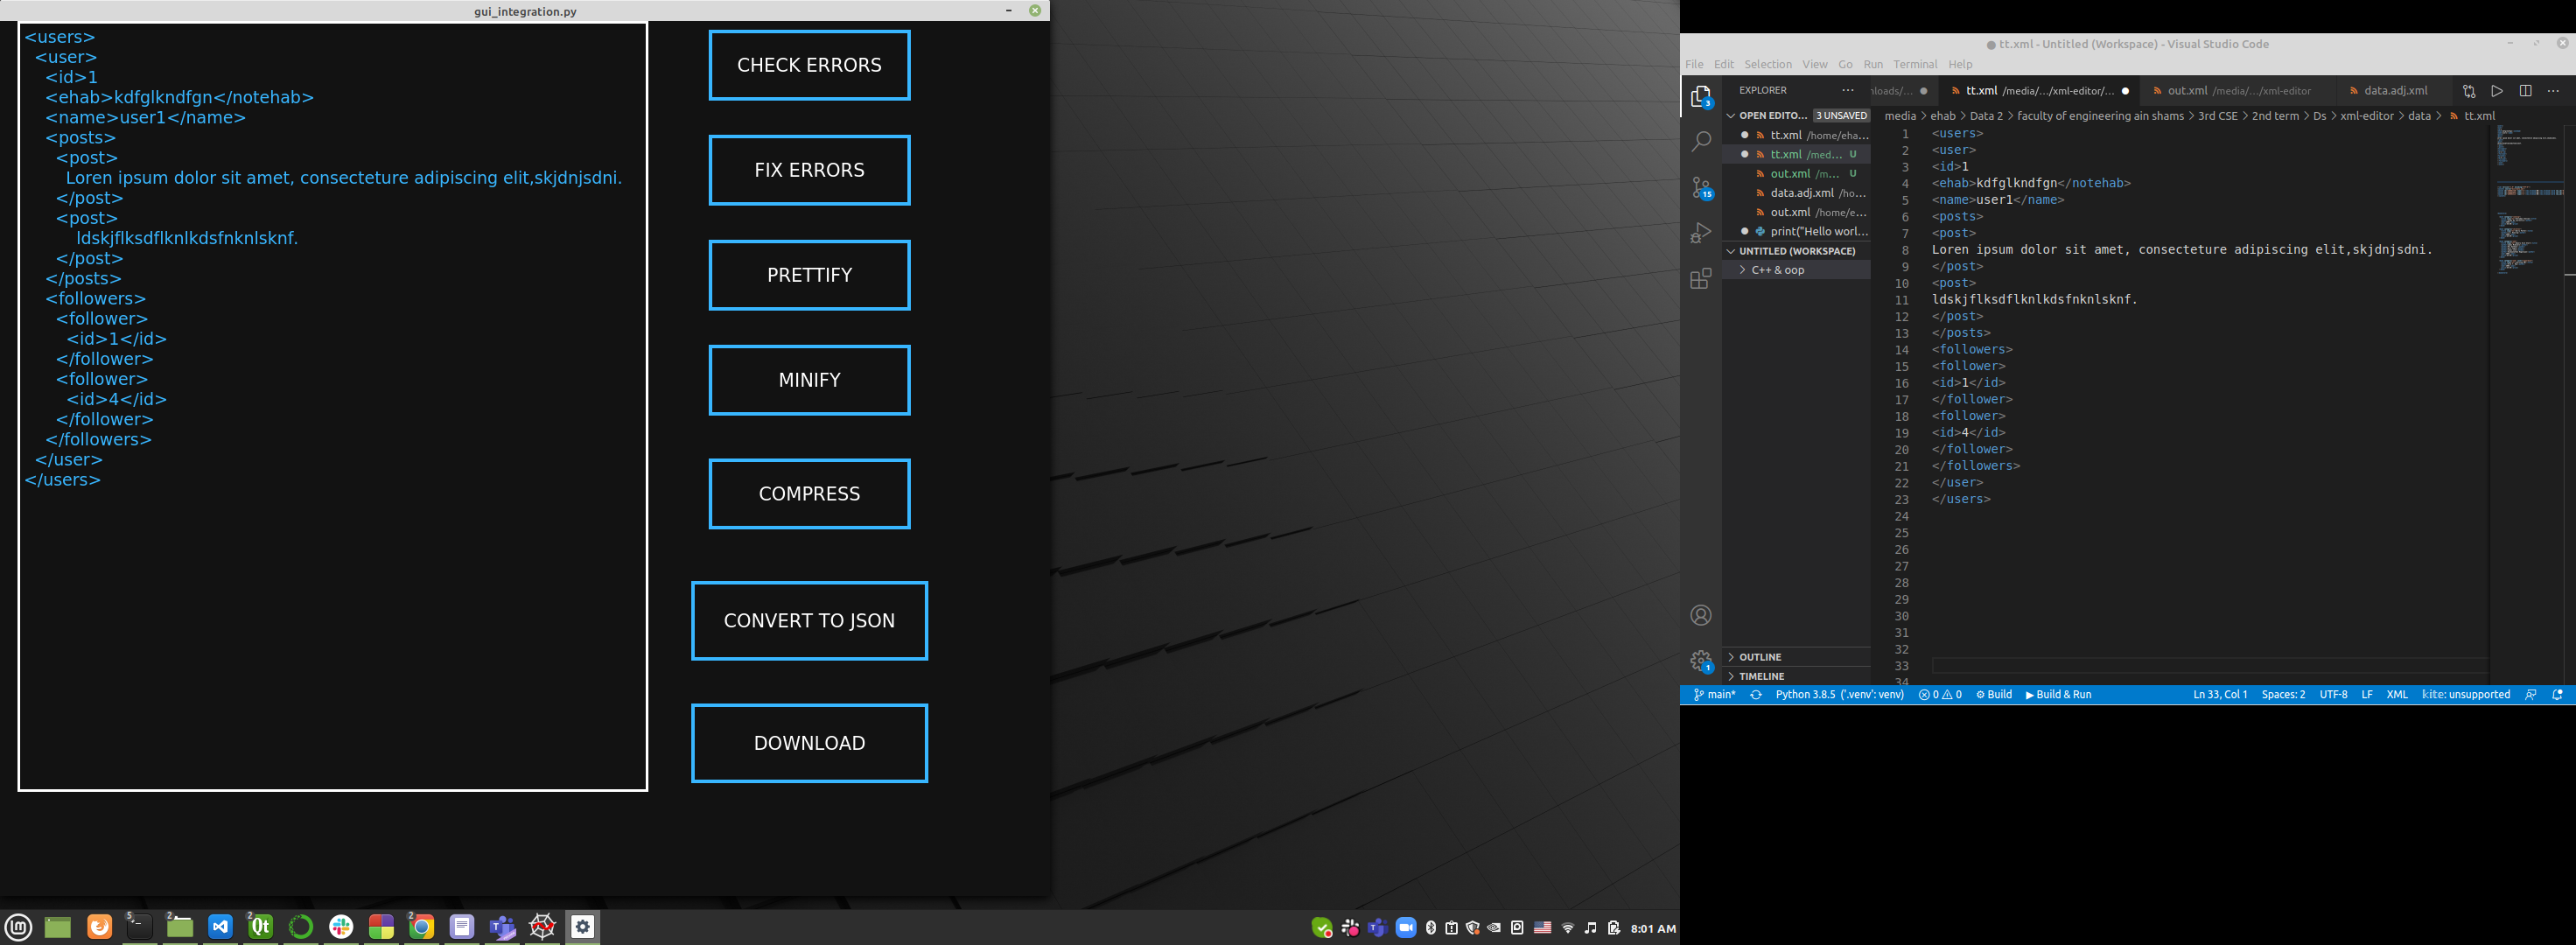 gui_integration.py
<users>
<user>
<id>1
<ehab>kdfglkndfgn</notehab>
<name>user1</name>
<posts>
<post>
Loren ipsum dolor sit amet, consecteture adipiscing elit,skjdnjsdni.
</post>
<post>
ldskjflksdflknlkdsfnknlsknf.
</post>
</posts>
<followers>
<follower>
<id>1</id>
</follower>
<follower>
<id>4</id>
</follower>
</followers>
</user>
</users>
CHECK ERRORS
FIX ERRORS
PRETTIFY
MINIFY
COMPRESS
CONVERT TO JSON
DOWNLOAD
5
2
2
Qt
2
8:01 AM
● tt.xml - Untitled (Workspace) - Visual Studio Code
File Edit Selection View Go Run Terminal Help
EXPLORER ···
nloads/... ● tt.xml /media/.../xml-editor/... ● out.xml /media/.../xml-editor data.adj.xml ···
3
15
1
OPEN EDITO... 3 UNSAVED
● tt.xml /home/eha...
● tt.xml /med... U
out.xml /m... U
data.adj.xml /ho...
out.xml /home/e...
● print("Hello worl...
UNTITLED (WORKSPACE)
> C++ & oop
> OUTLINE
> TIMELINE
media > ehab > Data 2 > faculty of engineering ain shams > 3rd CSE > 2nd term > Ds > xml-editor > data > tt.xml
1 <users>
2 <user>
3 <id>1
4 <ehab>kdfglkndfgn</notehab>
5 <name>user1</name>
6 <posts>
7 <post>
8 Loren ipsum dolor sit amet, consecteture adipiscing elit,skjdnjsdni.
9 </post>
10 <post>
11 ldskjflksdflknlkdsfnknlsknf.
12 </post>
13 </posts>
14 <followers>
15 <follower>
16 <id>1</id>
17 </follower>
18 <follower>
19 <id>4</id>
20 </follower>
21 </followers>
22 </user>
23 </users>
24
25
26
27
28
29
30
31
32
33
34
main* Python 3.8.5 ('.venv': venv) 0 0 Build Build & Run Ln 33, Col 1 Spaces: 2 UTF-8 LF XML kite: unsupported